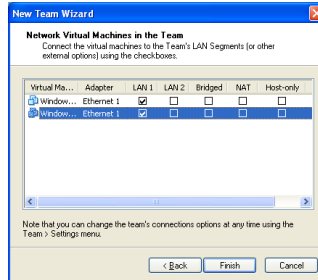 New Team Wizard
Network Virtual Machines in the Team
Connect the virtual machines to the Team's LAN Segments (or other
external options) using the checkboxes.
Virtual Ma... Adapter LAN 1 LAN 2 Bridged NAT Host-only
Window... Ethernet 1
Window... Ethernet 1
Note that you can change the team's connections options at any time using the
Team > Settings menu.
< Back Finish Cancel